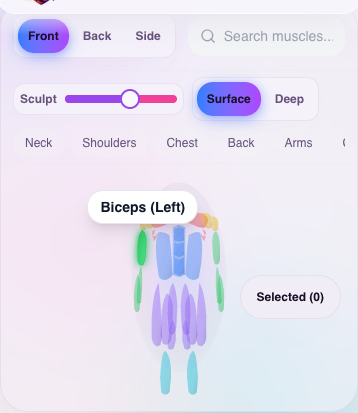 Front Back Side Search muscles...
Sculpt Surface Deep
Neck Shoulders Chest Back Arms
Biceps (Left)
Selected (0)